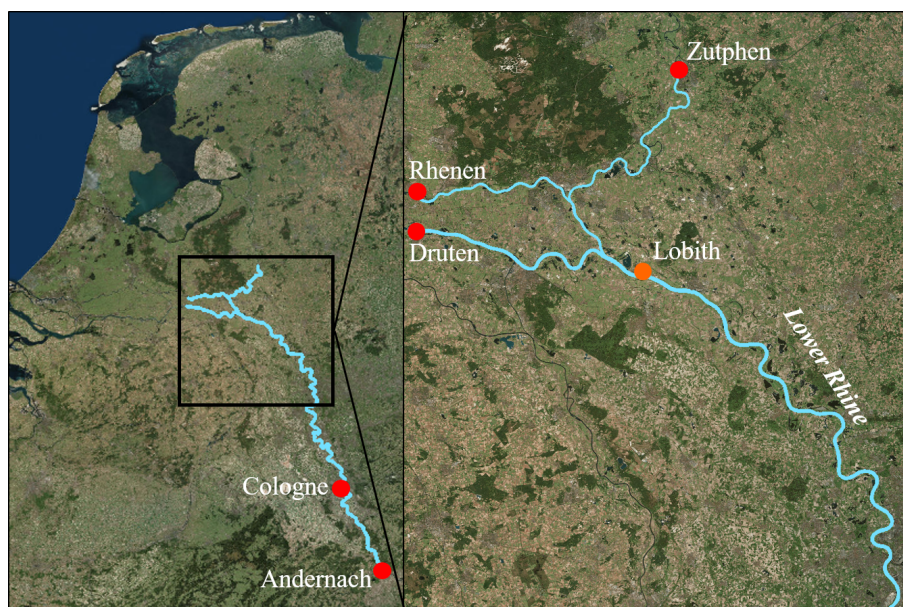 Cologne
Andernach
Zutphen
Rhenen
Druten
Lobith
Lower Rhine